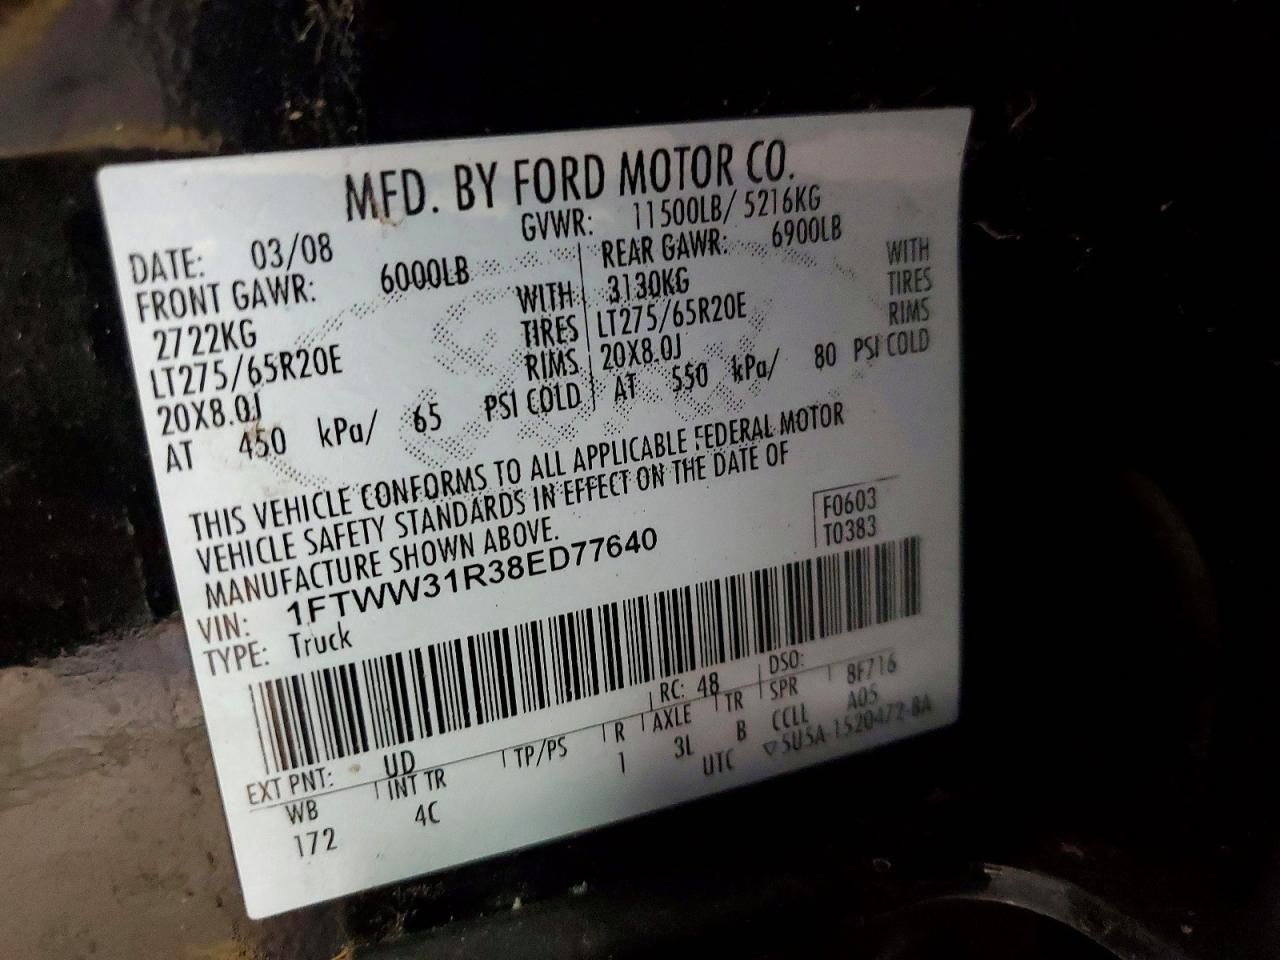 MFD. BY FORD MOTOR CO.
DATE: 03/08 GVWR: 11500LB/ 5216KG
FRONT GAWR: 6000LB REAR GAWR: 6900LB
2722KG WITH 3130KG WITH
LT275/65R20E TIRES LT275/65R20E TIRES
20X8.0J RIMS 20X8.0J RIMS
AT 450 kPa/ 65 PSI COLD AT 550 kPa/ 80 PSI COLD
THIS VEHICLE CONFORMS TO ALL APPLICABLE FEDERAL MOTOR
VEHICLE SAFETY STANDARDS IN EFFECT ON THE DATE OF
MANUFACTURE SHOWN ABOVE.
VIN: 1FTWW31R38ED77640 F0603
TYPE: Truck T0383
RC: 48 DSO:
EXT PNT: UD 8F716
WB INT TR TP/PS R AXLE TR SPR A05
172 4C 1 3L B CCLL
UTC ▽5U5A-1520472-BA